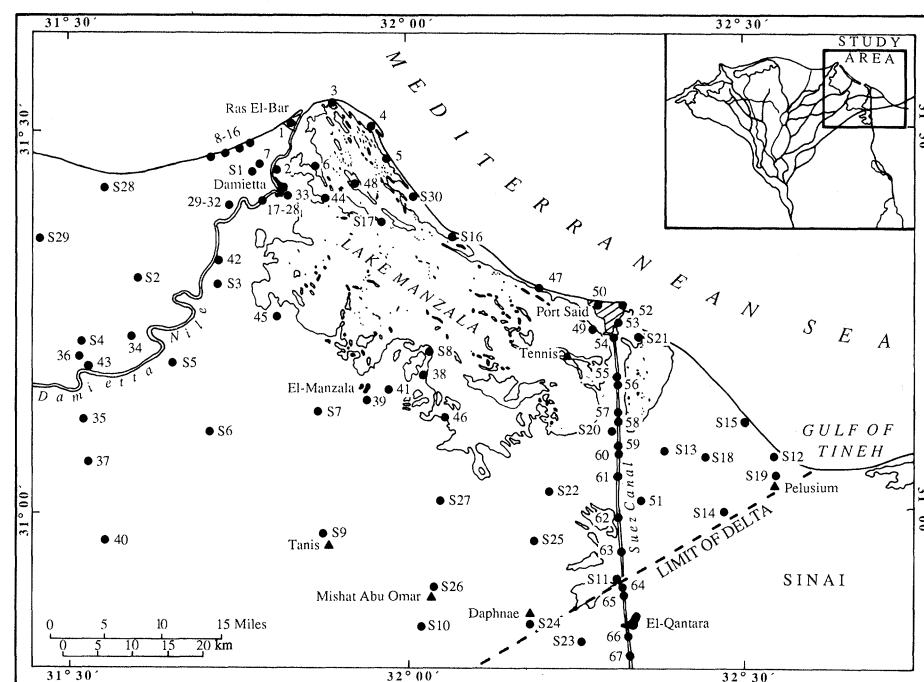 31°30'
32°00'
32°30'
STUDY
AREA
MEDITERRANEAN SEA
3
Ras El-Bar
4
31°30'
1
8-16
7
5
S1
2
6
Damietta
48
S28
33
44
S30
29-32
17-28
S17
S29
S16
LAKE MANZALA
42
47
S2
S3
50
52
Port Said
53
45
49
54
S21
S4
34
S8
Tennis
36
43
S5
38
55
56
Damietta Nile
El-Manzala
41
39
35
S7
46
57
58
S15
GULF OF
TINEH
S6
S20
59
37
60
S13
S18
S12
61
S19
Pelusium
S27
S22
51
31°00'
S14
62
Suez Canal
40
S9
Tanis
S25
63
LIMIT OF DELTA
S11
64
SINAI
S26
65
Mishat Abu Omar
Daphnae
S10
S24
El-Qantara
66
S23
67
0 5 10 15 Miles
0 5 10 15 20 km
31°30'
32°00'
32°30'